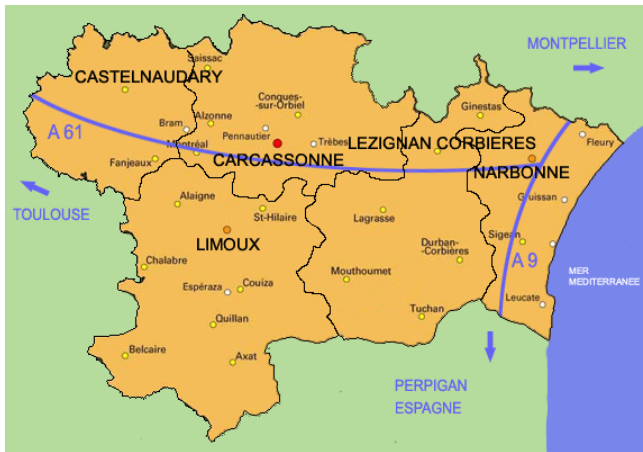 MONTPELLIER
Saissac
CASTELNAUDARY
Conques-
-sur-Orbiel
Ginestas
Alzonne
Bram
A 61
Pennautier
Trèbes
LEZIGNAN CORBIERES
Fleury
Montréal
CARCASSONNE
Fanjeaux
NARBONNE
Alaigne
Gruissan
TOULOUSE
St-Hilaire
Lagrasse
LIMOUX
Sigean
Durban-
-Corbières
A 9
Chalabre
Mouthoumet
MER
MEDITERRANEE
Espéraza
Couiza
Leucate
Quillan
Tuchan
Belcaire
Axat
PERPIGAN
ESPAGNE